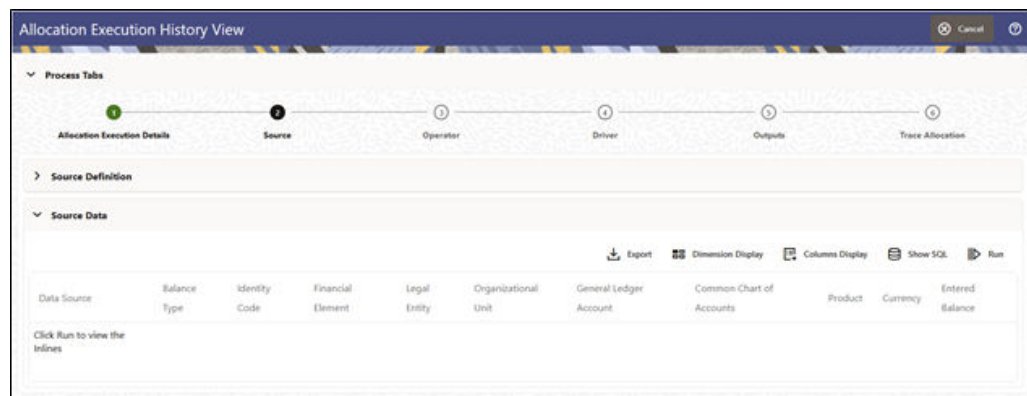 Allocation Execution History View
Cancel
Process Tabs
1 2 3 4 5 6
Allocation Execution Details Source Operator Driver Outputs Trace Allocation
Source Definition
Source Data
Export Dimension Display Columns Display Show SQL Run
Data Source Balance Type Identity Code Financial Element Legal Entity Organizational Unit General Ledger Account Common Chart of Accounts Product Currency Entered Balance
Click Run to view the
Inlines